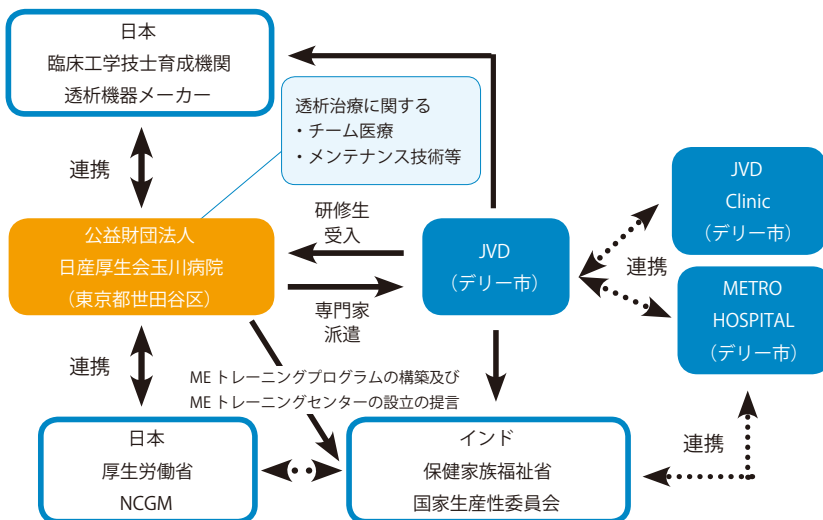 日本
臨床工学技士育成機関
透析機器メーカー
透析治療に関する
・チーム医療
・メンテナンス技術等
連携
公益財団法人
日産厚生会玉川病院
（東京都世田谷区）
研修生
受入
専門家
派遣
JVD
（デリー市）
JVD
Clinic
（デリー市）
連携
METRO
HOSPITAL
（デリー市）
連携
MEトレーニングプログラムの構築及び
MEトレーニングセンターの設立の提言
日本
厚生労働省
NCGM
インド
保健家族福祉省
国家生産性委員会
連携